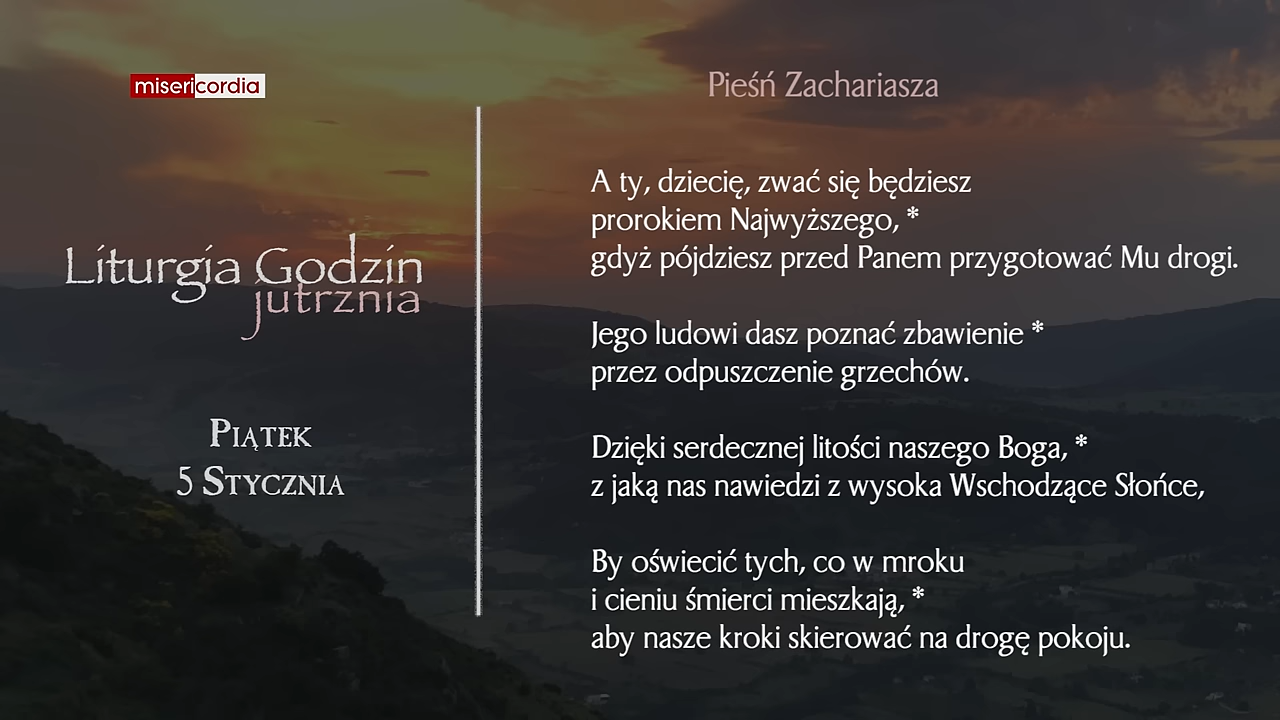 misericordia
Liturgia Godzin
jutrznia
Piątek
5 Stycznia
Pieśń Zachariasza
A ty, dziecię, zwać się będziesz
prorokiem Najwyższego, *
gdyż pójdziesz przed Panem przygotować Mu drogi.
Jego ludowi dasz poznać zbawienie *
przez odpuszczenie grzechów.
Dzięki serdecznej litości naszego Boga, *
z jaką nas nawiedzi z wysoka Wschodzące Słońce,
By oświecić tych, co w mroku
i cieniu śmierci mieszkają, *
aby nasze kroki skierować na drogę pokoju.